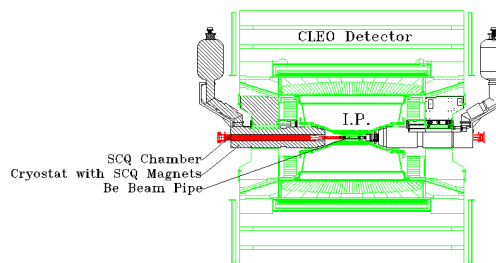 CLEO Detector
I.P.
SCQ Chamber
Cryostat with SCQ Magnets
Be Beam Pipe